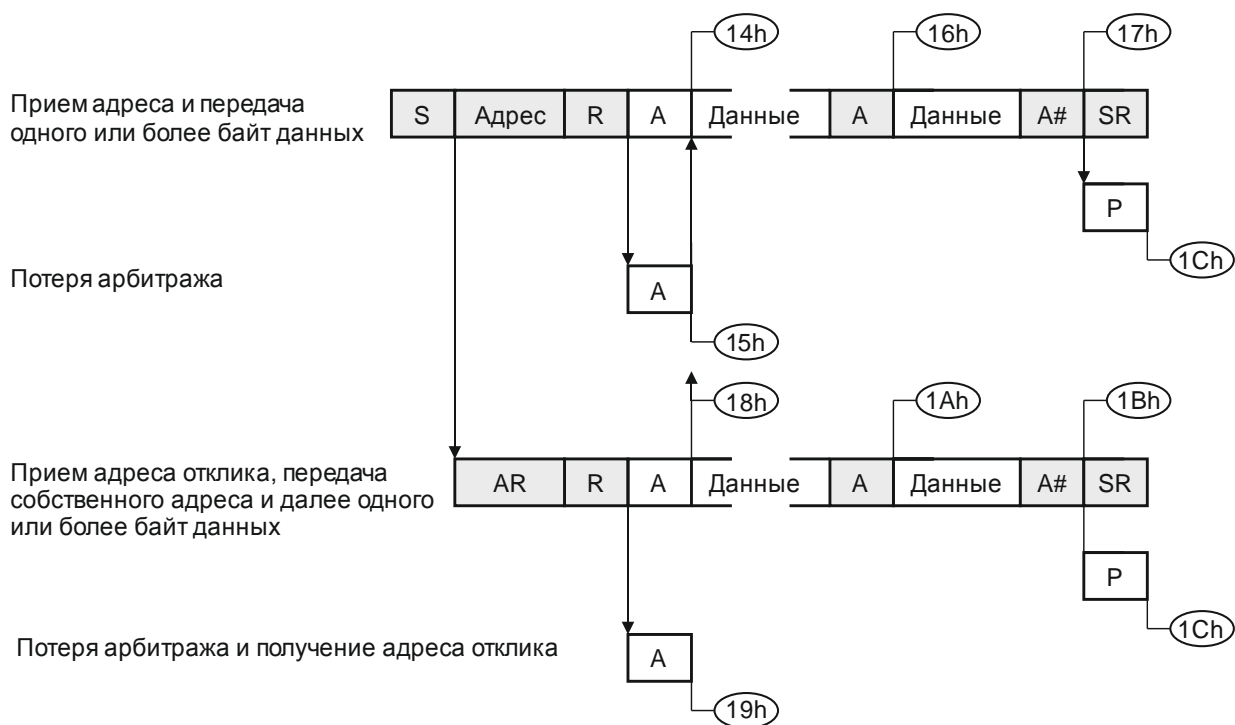 14h 16h 17h
Прием адреса и передача
одного или более байт данных
S Адрес R A Данные A Данные A# SR
P
1Ch
Потеря арбитража
A
15h
18h 1Ah 1Bh
Прием адреса отклика, передача
собственного адреса и далее одного
или более байт данных
AR R A Данные A Данные A# SR
P
1Ch
Потеря арбитража и получение адреса отклика
A
19h